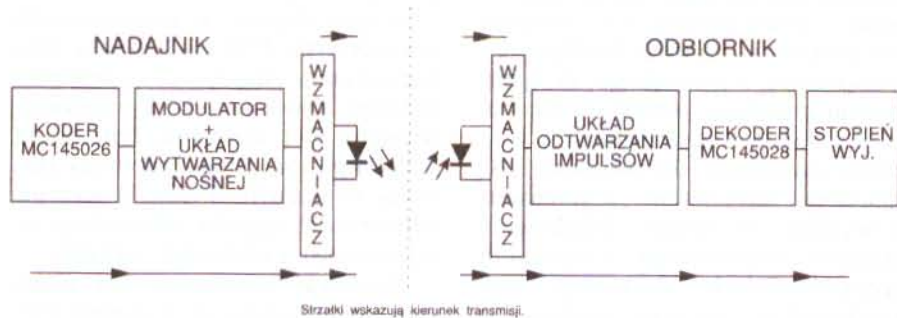 NADAJNIK
ODBIORNIK
KODER
MC145026
MODULATOR
+
UKŁAD
WYTWARZANIA
NOŚNEJ
WZMACNIACZ
WZMACNIACZ
UKŁAD
ODTWARZANIA
IMPULSÓW
DEKODER
MC145028
STOPIEŃ
WYJ.
Strzałki wskazują kierunek transmisji.